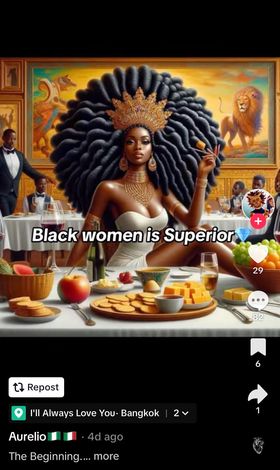 Black women is Superior💎
29
82
6
1
Repost
I'll Always Love You- Bangkok | 2
Aurelio🇳🇬🇮🇹 · 4d ago
The Beginning.... more